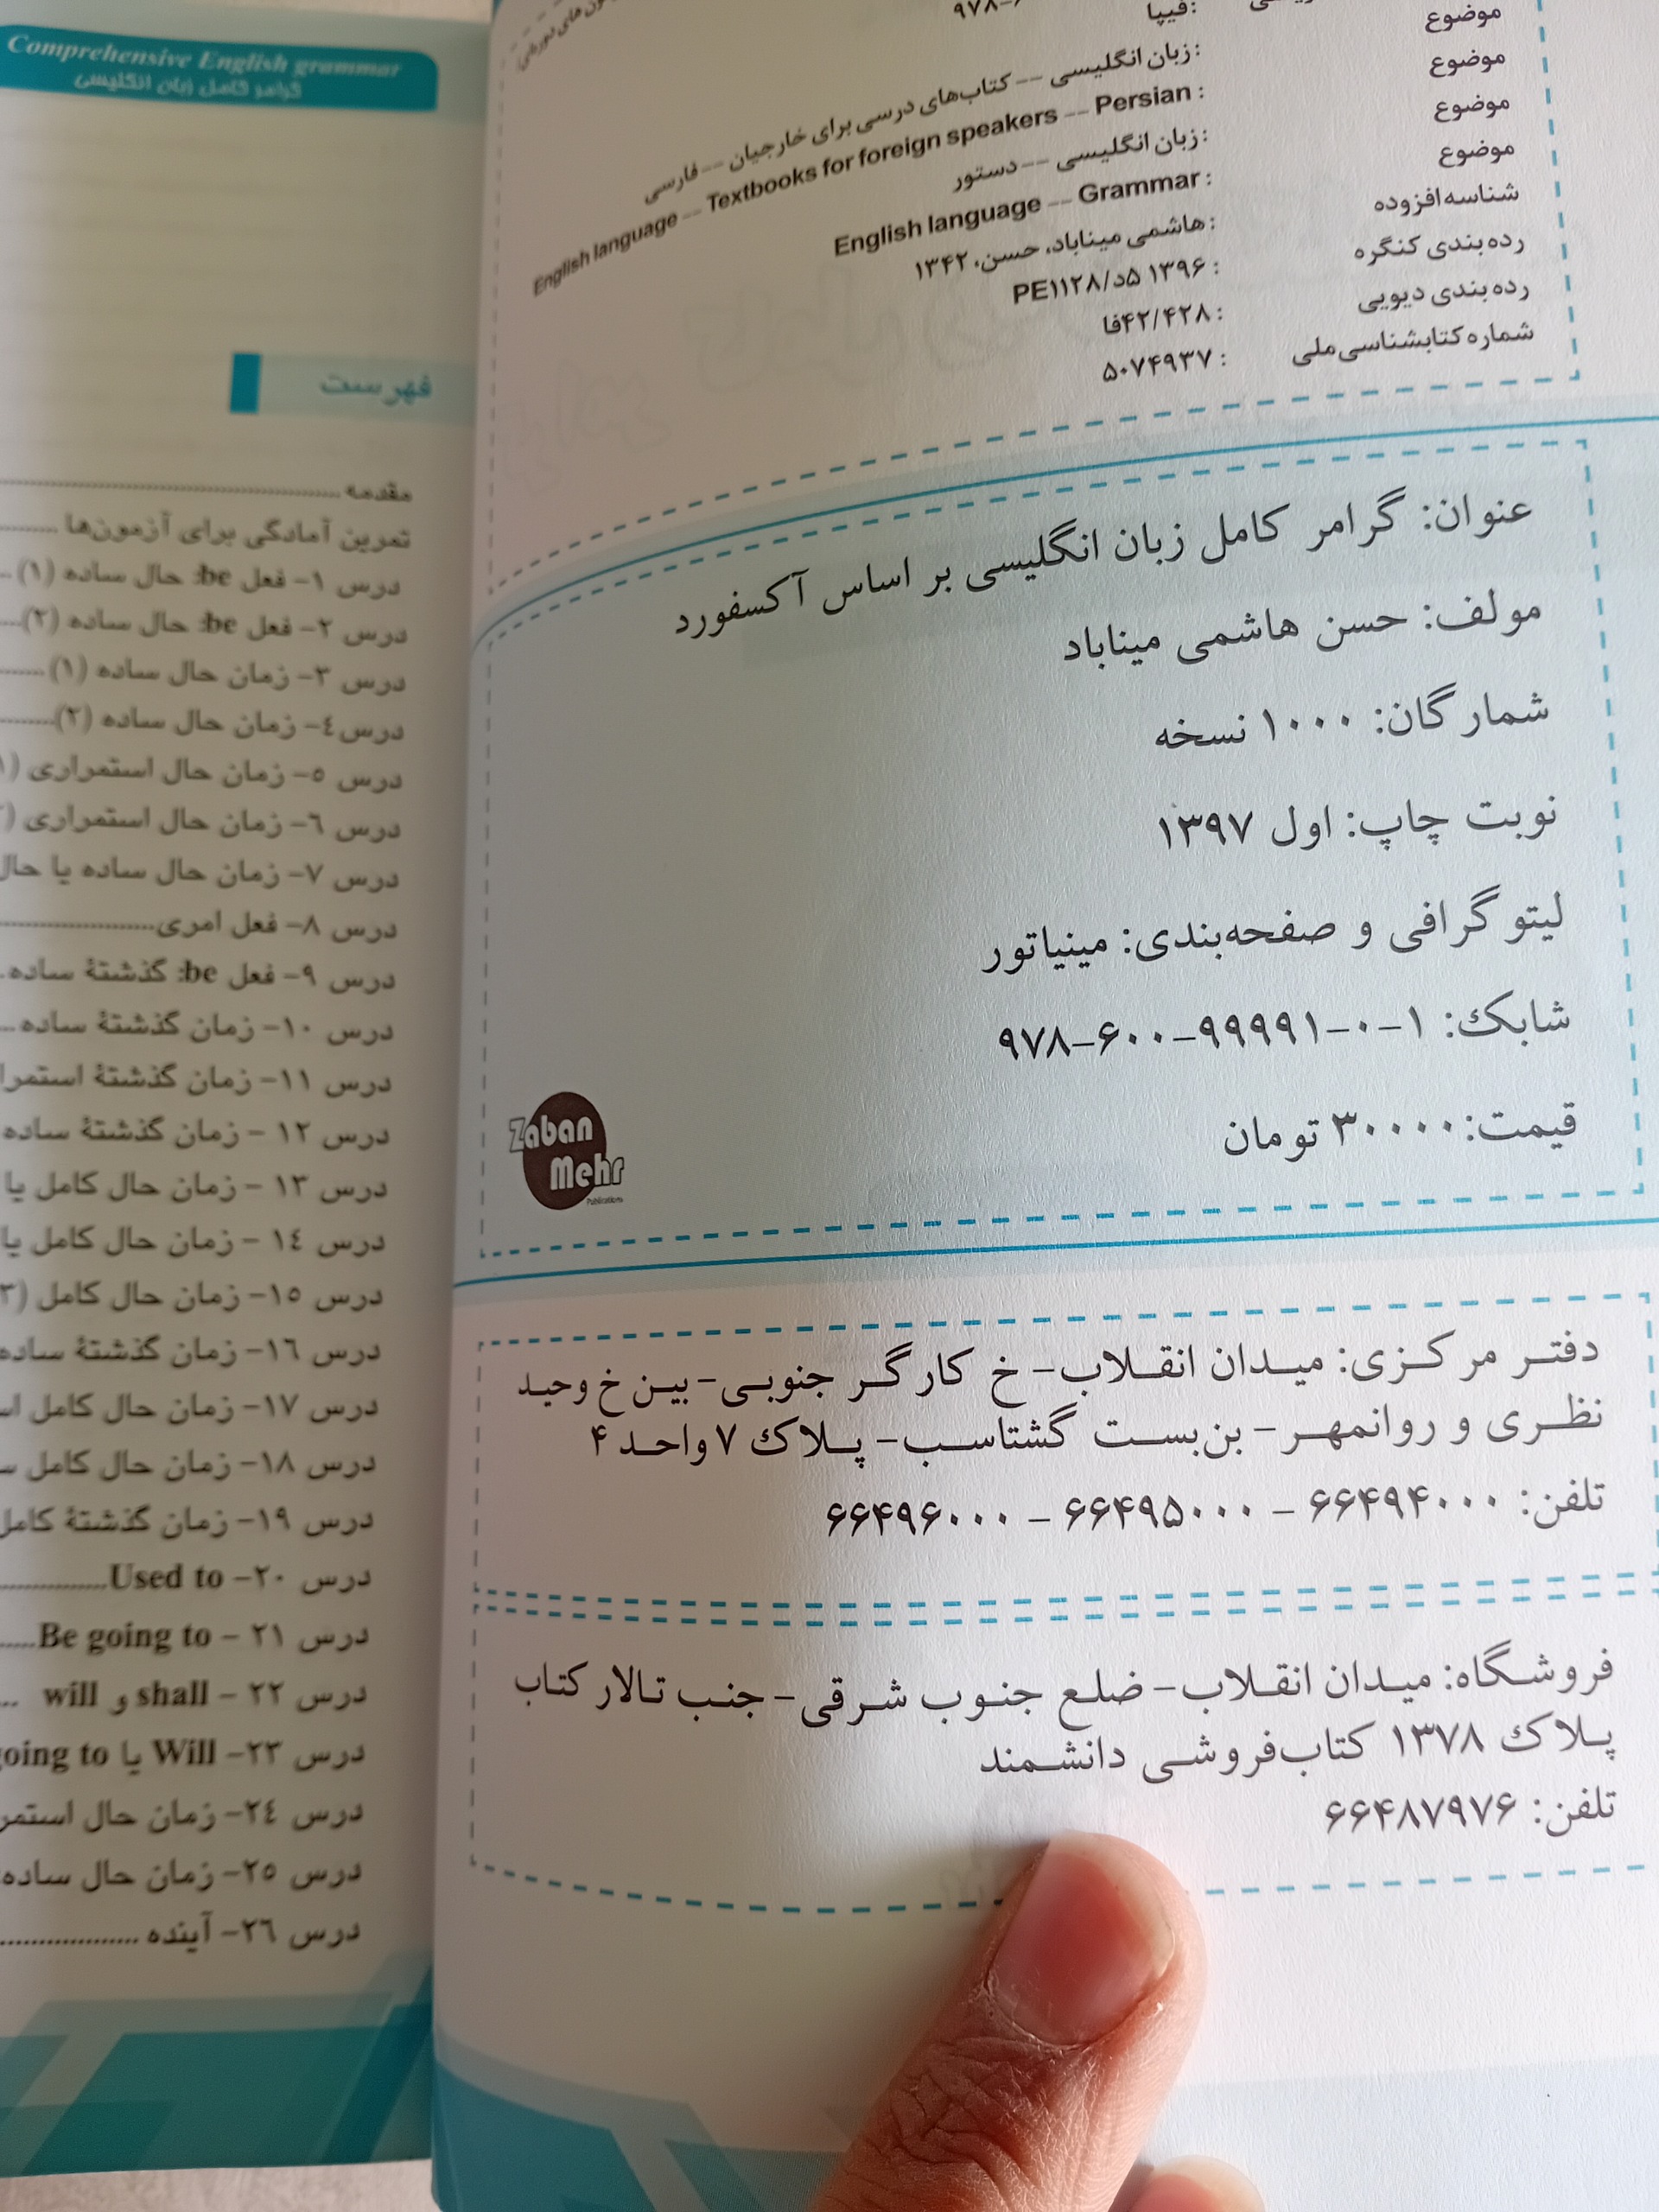 موضوع
:فیپا
موضوع
:زبان انگلیسی -- کتاب‌های درسی برای خارجیان -- فارسی
موضوع
: English language -- Textbooks for foreign speakers -- Persian
موضوع
:زبان انگلیسی -- دستور
: English language -- Grammar
شناسه افزوده
:هاشمی میناباد، حسن، ۱۳۴۲
رده بندی کنگره
: PE۱۱۲۸/د۵ ۱۳۹۶
رده بندی دیویی
: ۴۲۸/۴۲فا
شماره کتابشناسی ملی
: ۵۰۷۴۹۳۷
عنوان: گرامر کامل زبان انگلیسی بر اساس آکسفورد
مولف: حسن هاشمی میناباد
شمارگان: ۱۰۰۰ نسخه
نوبت چاپ: اول ۱۳۹۷
لیتوگرافی و صفحه‌بندی: مینیاتور
شابک: ۱-۰-۹۹۹۹۱-۶۰۰-۹۷۸
قیمت: ۳۰۰۰۰ تومان
Zaban
Mehr
Publications
دفتر مرکزی: میدان انقلاب- خ کارگر جنوبی- بین خ وحید
نظری و روانمهر- بن‌بست گشتاسب- پلاک ۷ واحد ۴
تلفن: ۶۶۴۹۴۰۰۰ - ۶۶۴۹۵۰۰۰ - ۶۶۴۹۶۰۰۰
فروشگاه: میدان انقلاب- ضلع جنوب شرقی- جنب تالار کتاب
پلاک ۱۳۷۸ کتاب‌فروشی دانشمند
تلفن: ۶۶۴۸۷۹۷۶
Comprehensive English grammar
گرامر کامل زبان انگلیسی
فهرست
مقدمه
تمرین آمادگی برای آزمون‌ها
درس ۱- فعل be: حال ساده (۱)
درس ۲- فعل be: حال ساده (۲)
درس ۳- زمان حال ساده (۱)
درس ٤- زمان حال ساده (۲)
درس ٥- زمان حال استمراری (۱
درس ٦- زمان حال استمراری (
درس ۷- زمان حال ساده یا حال
درس ۸- فعل امری
درس ۹- فعل be: گذشتهٔ ساده
درس ۱۰- زمان گذشتهٔ ساده
درس ۱۱- زمان گذشتهٔ استمرا
درس ۱۲ - زمان گذشتهٔ ساده
درس ۱۳ - زمان حال کامل یا
درس ۱٤ - زمان حال کامل یا
درس ۱٥- زمان حال کامل (۳
درس ۱٦- زمان گذشتهٔ ساده
درس ۱۷- زمان حال کامل اس
درس ۱۸- زمان حال کامل س
درس ۱۹- زمان گذشتهٔ کامل
درس ۲۰- Used to
درس ۲۱ - Be going to
درس ۲۲ - shall و will
درس ۲۳- Will یا going to
درس ۲٤- زمان حال استمر
درس ۲٥- زمان حال ساده
درس ۲٦- آینده